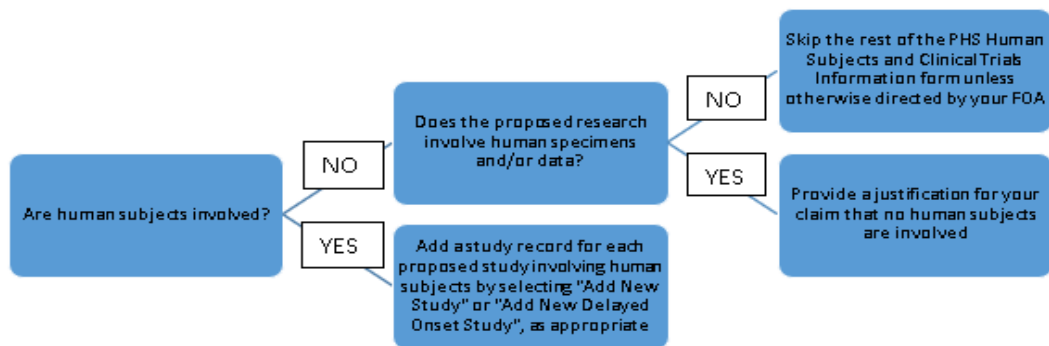 Are human subjects involved?
NO
YES
Does the proposed research
involve human specimens
and/or data?
Add a study record for each
proposed study involving human
subjects by selecting "Add New
Study" or "Add New Delayed
Onset Study", as appropriate
NO
YES
Skip the rest of the PHS Human
Subjects and Clinical Trials
Information form unless
otherwise directed by your FOA
Provide a justification for your
claim that no human subjects
are involved